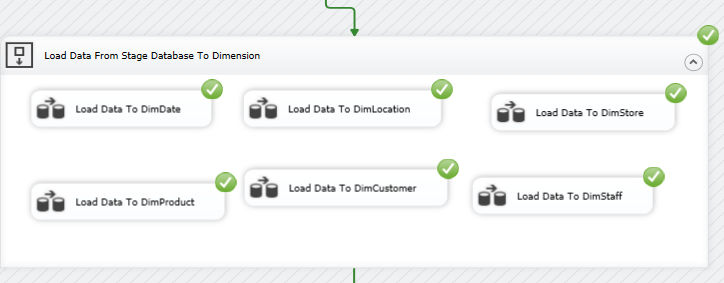 Load Data From Stage Database To Dimension
Load Data To DimDate
Load Data To DimLocation
Load Data To DimStore
Load Data To DimProduct
Load Data To DimCustomer
Load Data To DimStaff